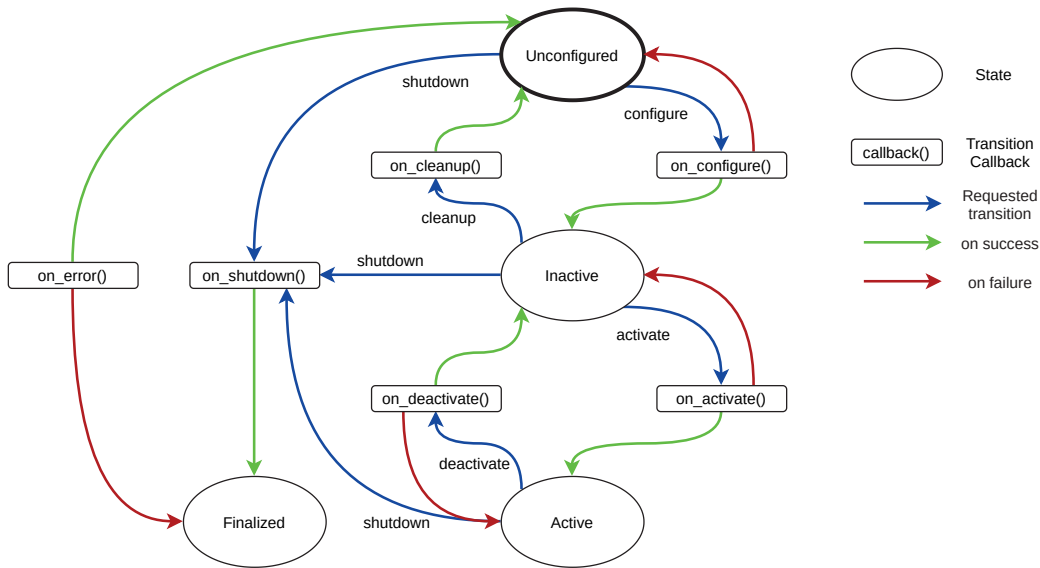 Unconfigured
shutdown
configure
on_cleanup()
on_configure()
cleanup
on_error()
on_shutdown()
shutdown
Inactive
activate
on_deactivate()
on_activate()
deactivate
Finalized
shutdown
Active
State
callback()
Transition
Callback
Requested
transition
on success
on failure